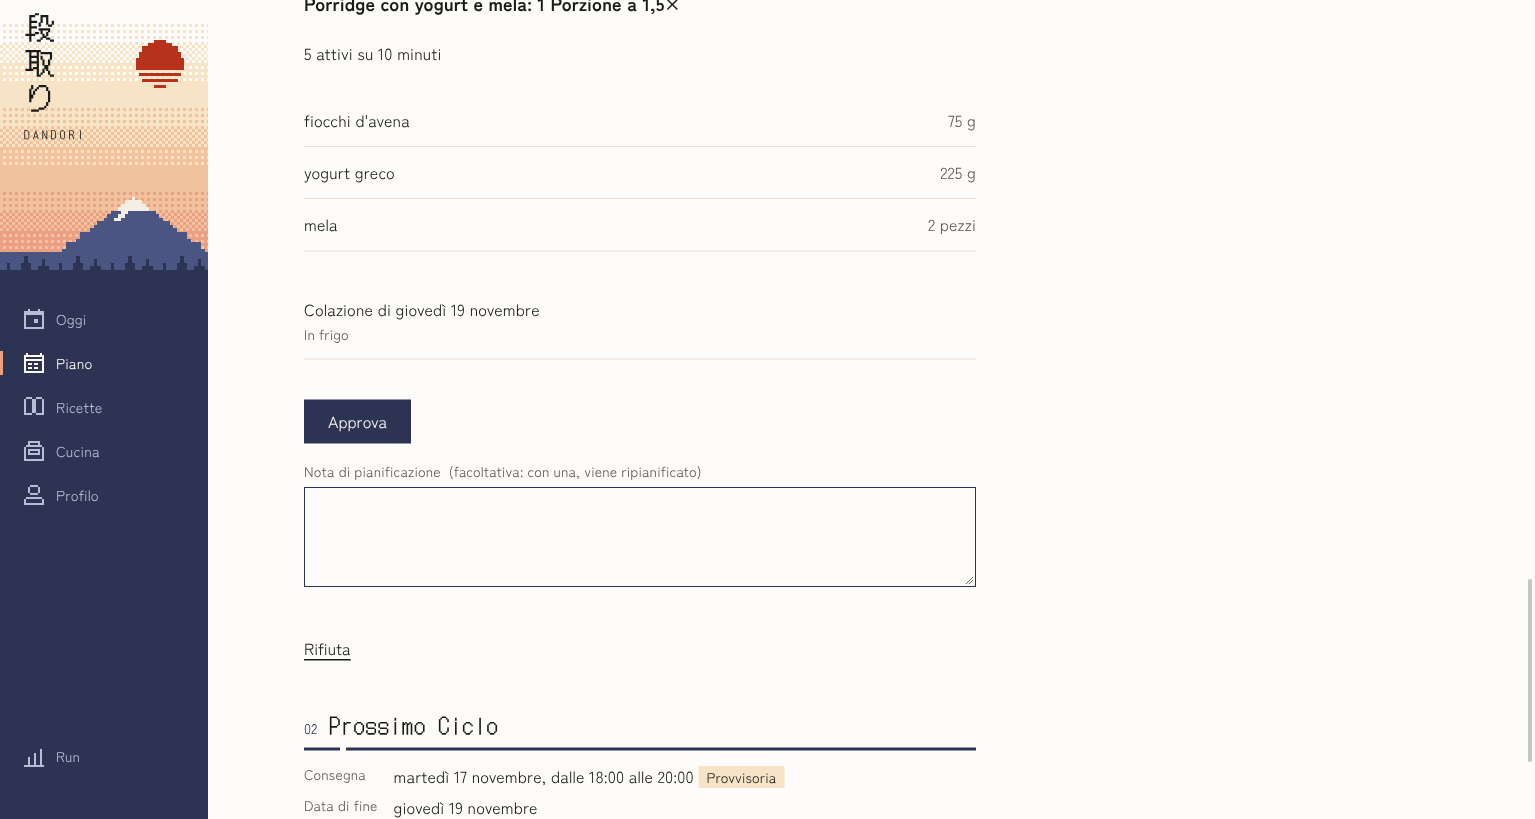 段取り
DANDORI
Oggi
Piano
Ricette
Cucina
Profilo
Run
Porridge con yogurt e mela: 1 Porzione a 1,5×
5 attivi su 10 minuti
fiocchi d'avena 75 g
yogurt greco 225 g
mela 2 pezzi
Colazione di giovedì 19 novembre
In frigo
Approva
Nota di pianificazione (facoltativa: con una, viene ripianificato)
Rifiuta
02 Prossimo Ciclo
Consegna martedì 17 novembre, dalle 18:00 alle 20:00 Provvisoria
Data di fine giovedì 19 novembre